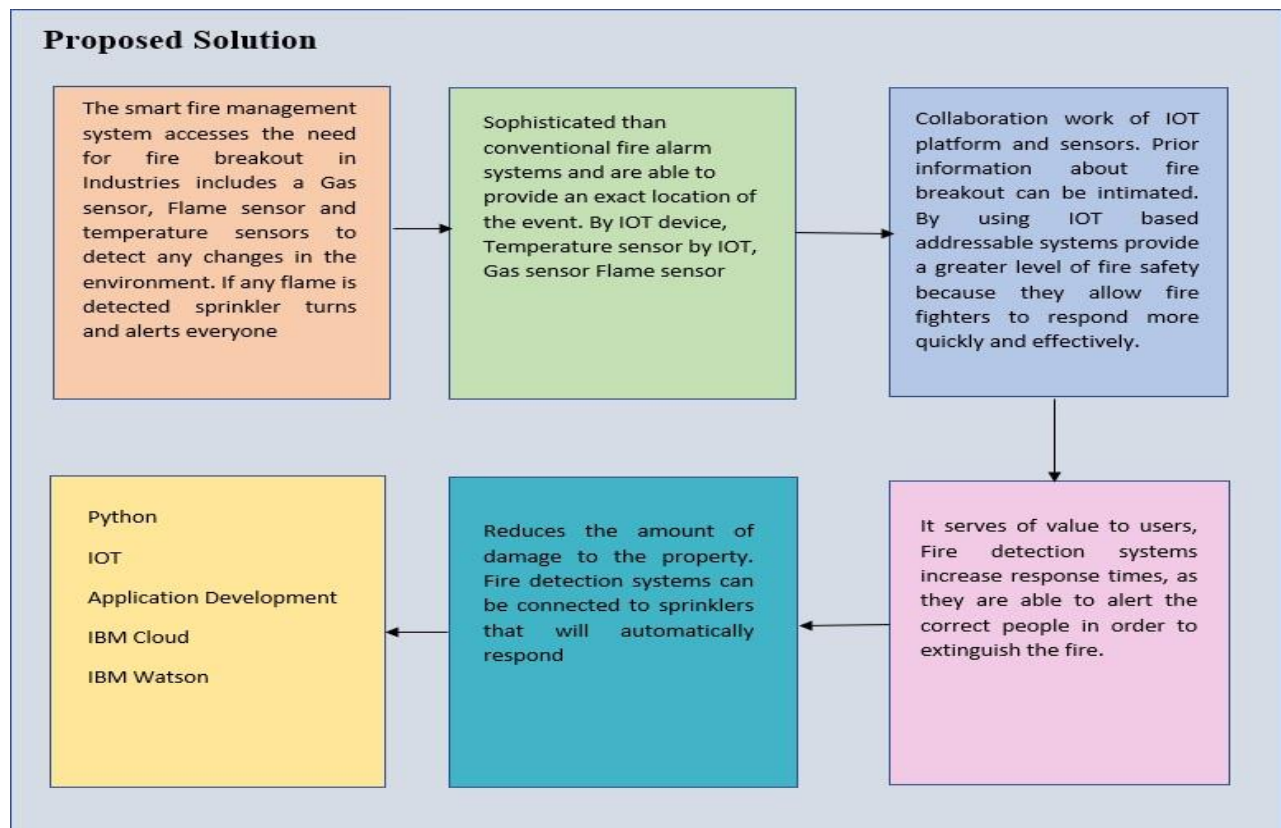 Proposed Solution
The smart fire management
system accesses the need
for fire breakout in
Industries includes a Gas
sensor, Flame sensor and
temperature sensors to
detect any changes in the
environment. If any flame is
detected sprinkler turns
and alerts everyone
Sophisticated than
conventional fire alarm
systems and are able to
provide an exact location
of the event. By IOT device,
Temperature sensor by IOT,
Gas sensor Flame sensor
Collaboration work of IOT
platform and sensors. Prior
information about fire
breakout can be intimated.
By using IOT based
addressable systems provide
a greater level of fire safety
because they allow fire
fighters to respond more
quickly and effectively.
It serves of value to users,
Fire detection systems
increase response times, as
they are able to alert the
correct people in order to
extinguish the fire.
Reduces the amount of
damage to the property.
Fire detection systems can
be connected to sprinklers
that will automatically
respond
Python
IOT
Application Development
IBM Cloud
IBM Watson